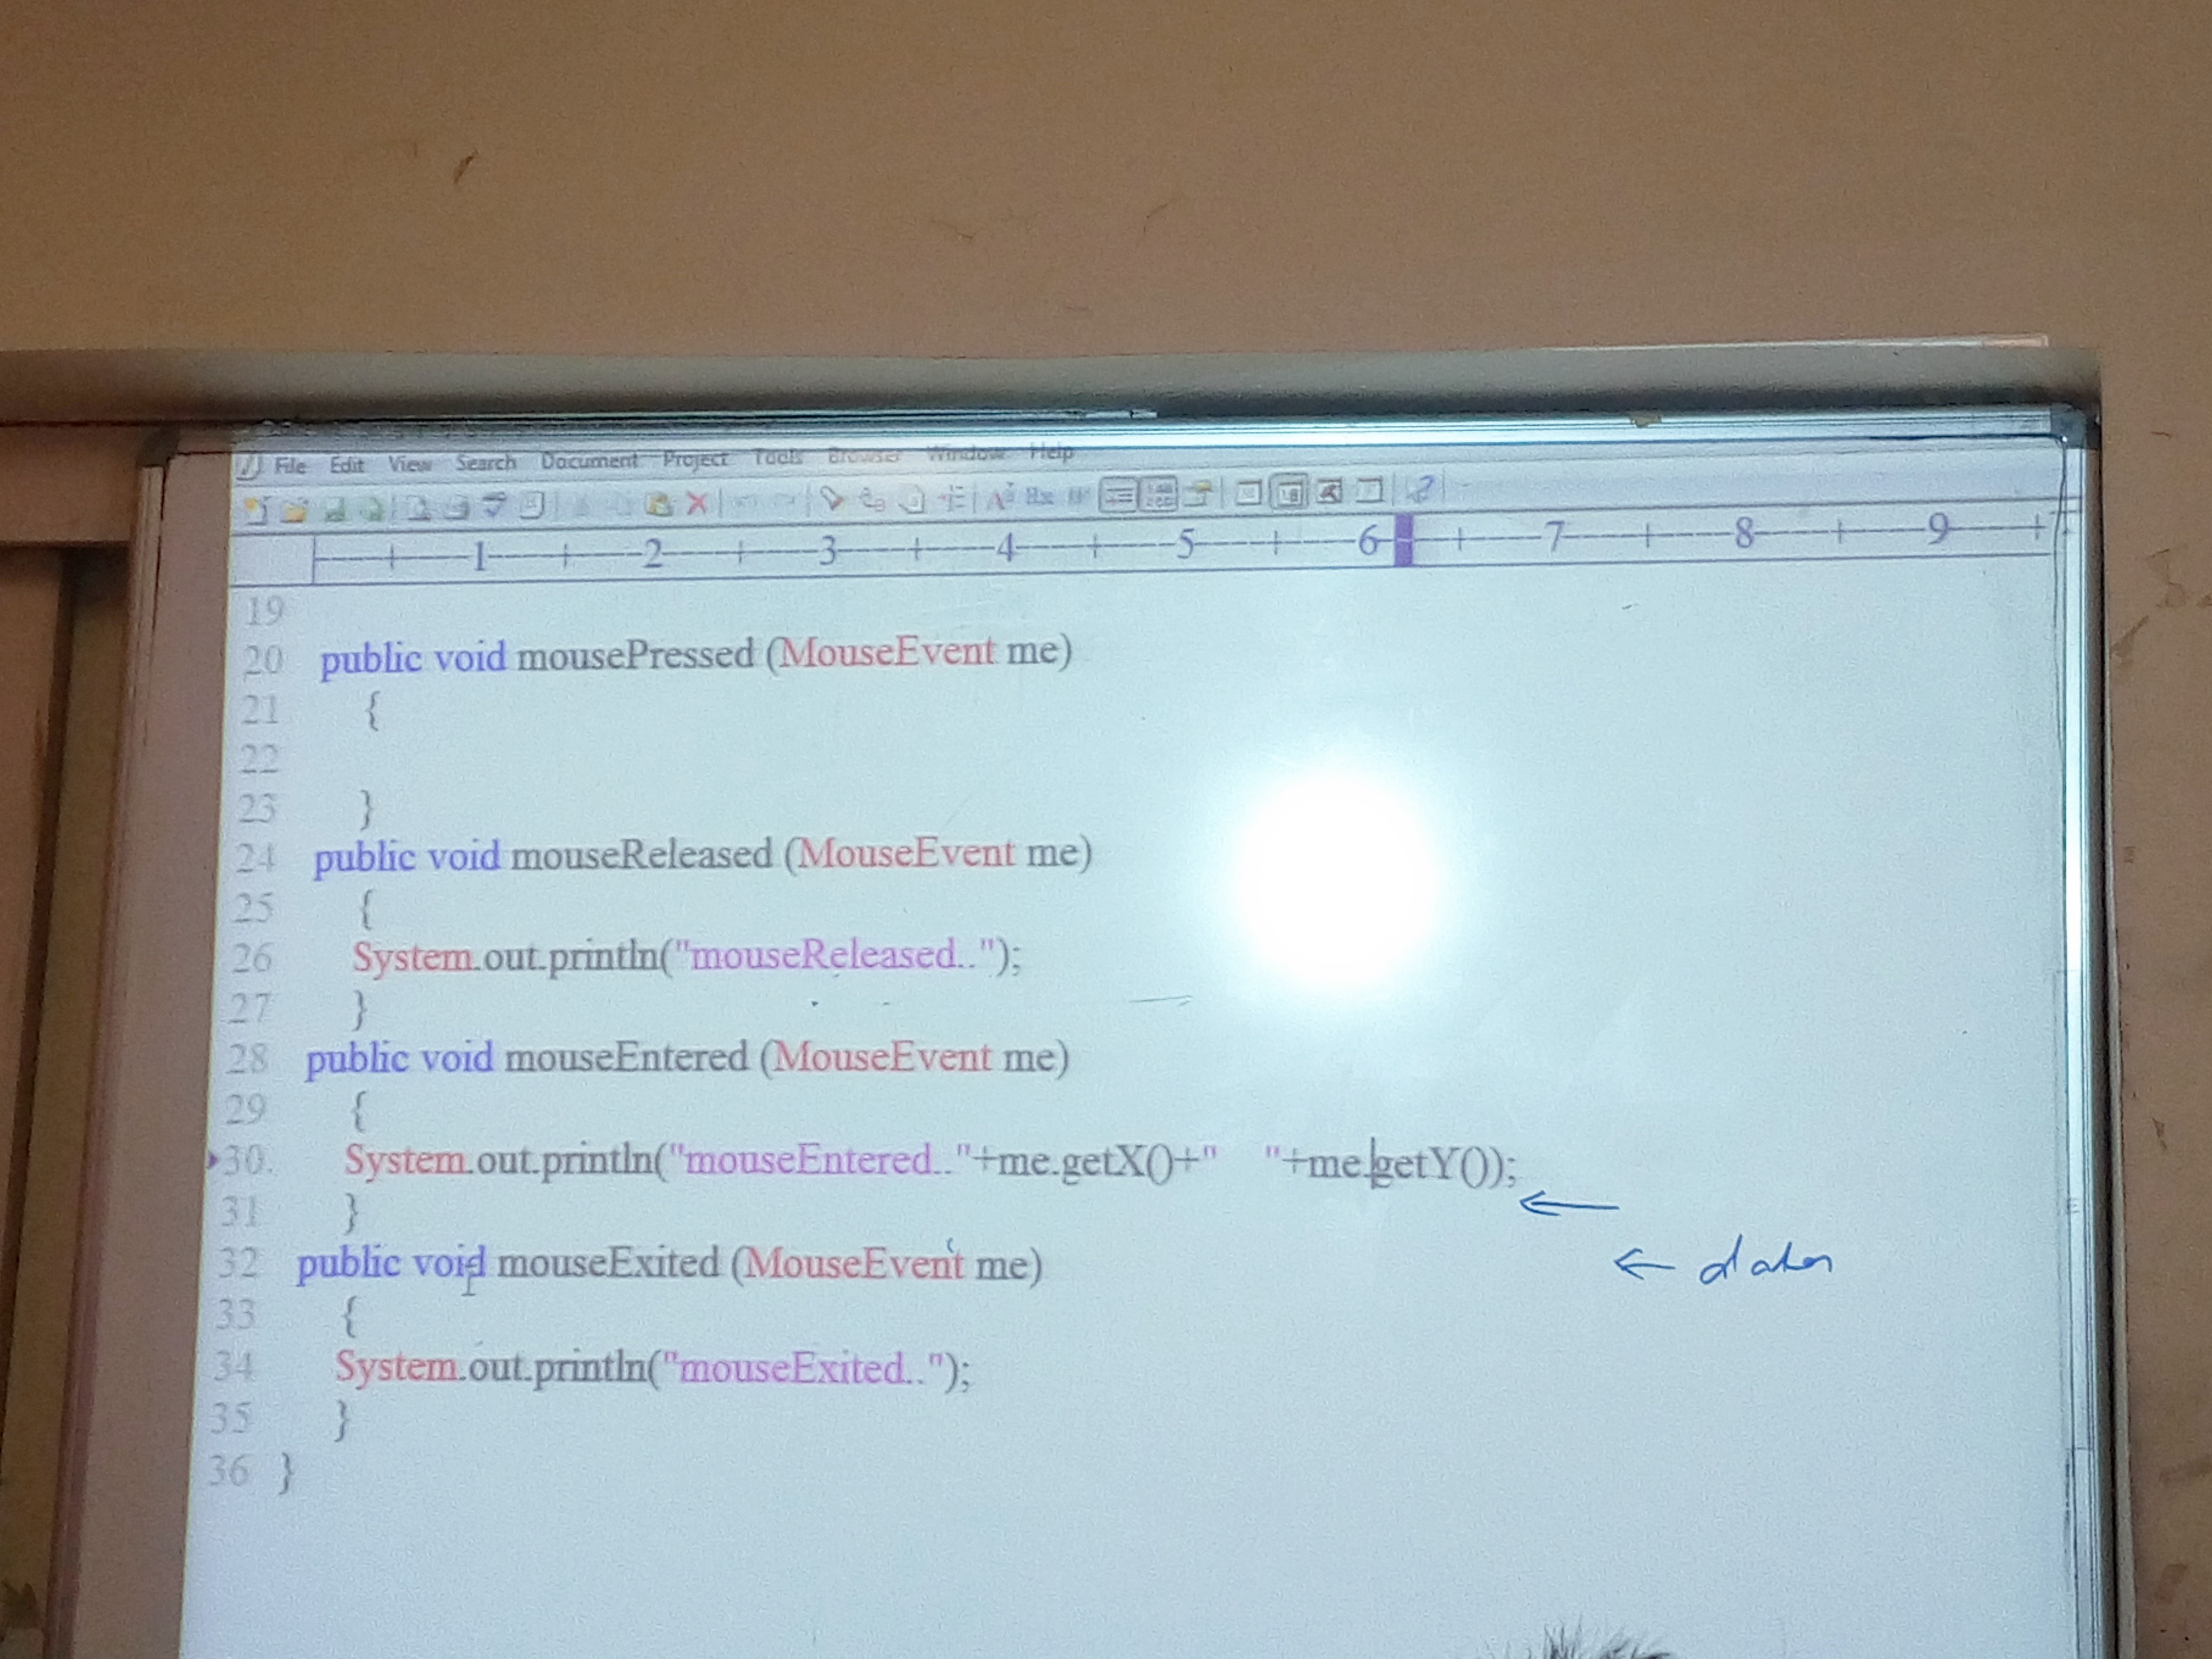 File Edit View Search Document Project Tools Browser Window Help
1 2 3 4 5 6 7 8 9
19
20 public void mousePressed (MouseEvent me)
21 {
22
23 }
24 public void mouseReleased (MouseEvent me)
25 {
26 System.out.println("mouseReleased..");
27 }
28 public void mouseEntered (MouseEvent me)
29 {
30 System.out.println("mouseEntered.."+me.getX()+"    "+me.getY());
31 }
32 public void mouseExited (MouseEvent me)
33 {
34 System.out.println("mouseExited..");
35 }
36 }